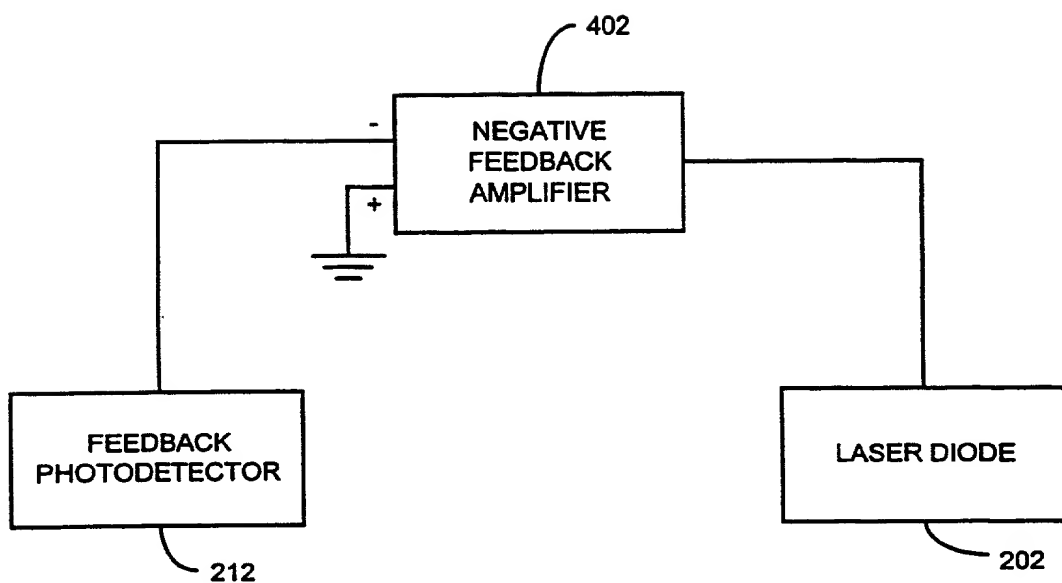 402
NEGATIVE
FEEDBACK
AMPLIFIER
-
+
FEEDBACK
PHOTODETECTOR
LASER DIODE
212
202